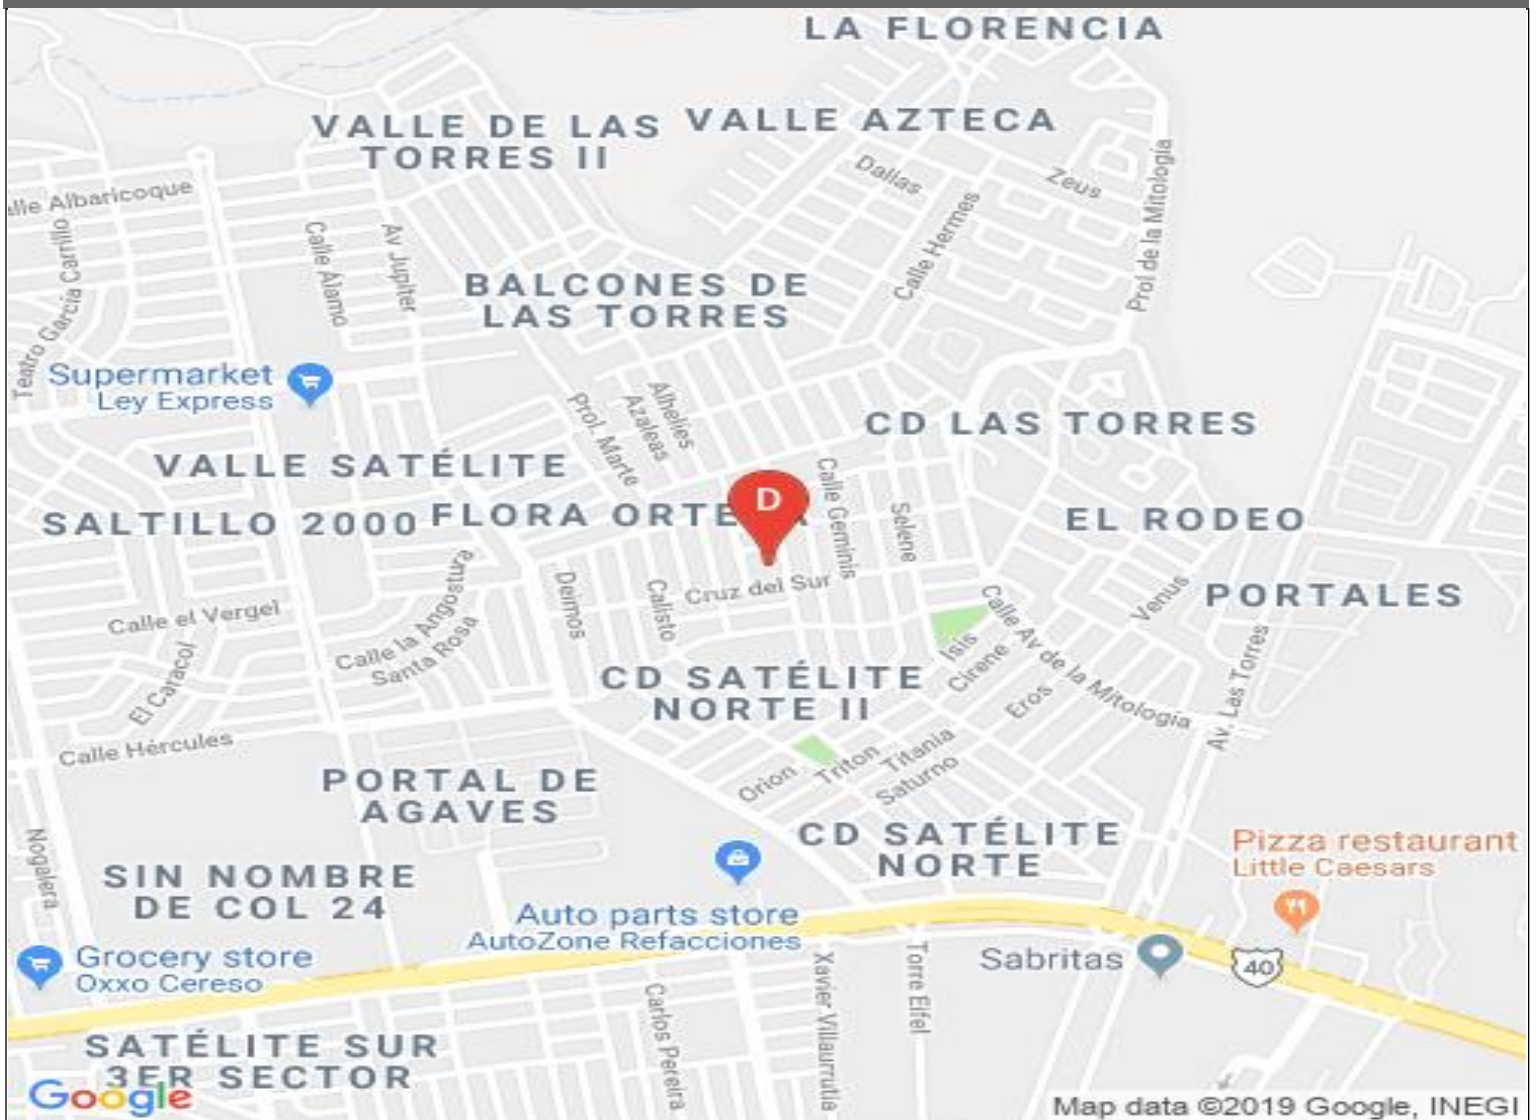 LA FLORENCIA
VALLE DE LAS
TORRES II
VALLE AZTECA
Dalias
Zeus
Prol de la Mitología
alle Albaricoque
Teatro García Carrillo
Calle Álamo
Av Jupiter
Calle Hermes
BALCONES DE
LAS TORRES
Supermarket
Ley Express
Alhelies
Azaleas
Prol. Marte
CD LAS TORRES
VALLE SATÉLITE
Calle Geminis
Selene
SALTILLO 2000
FLORA ORTE
D
EL RODEO
Cruz del Sur
Deimos
Calisto
Calle la Angostura
Santa Rosa
Calle el Vergel
El Caracol
Venus
PORTALES
Calle Av de la Mitología
Isis
Cirene
Eros
Av. Las Torres
CD SATÉLITE
NORTE II
Calle Hércules
Orion
Triton
Titania
Saturno
PORTAL DE
AGAVES
CD SATÉLITE
NORTE
Pizza restaurant
Little Caesars
Nogalera
SIN NOMBRE
DE COL 24
Auto parts store
AutoZone Refacciones
Grocery store
Oxxo Cereso
Sabritas
40
Xavier Villaurrutia
Torre Eiffel
Carlos Pereira
SATÉLITE SUR
3ER SECTOR
Google
Map data ©2019 Google, INEGI